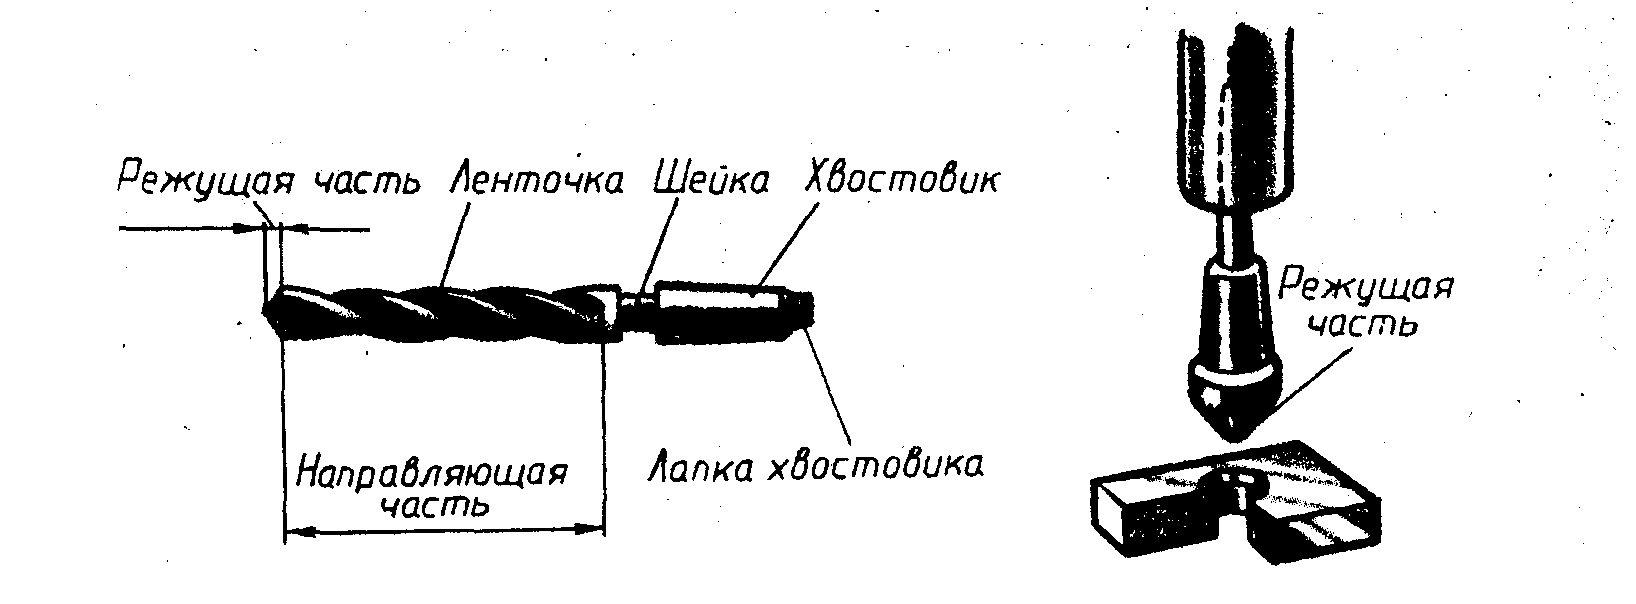 Режущая часть Ленточка Шейка Хвостовик
Режущая
часть
Направляющая
часть
Лапка хвостовика